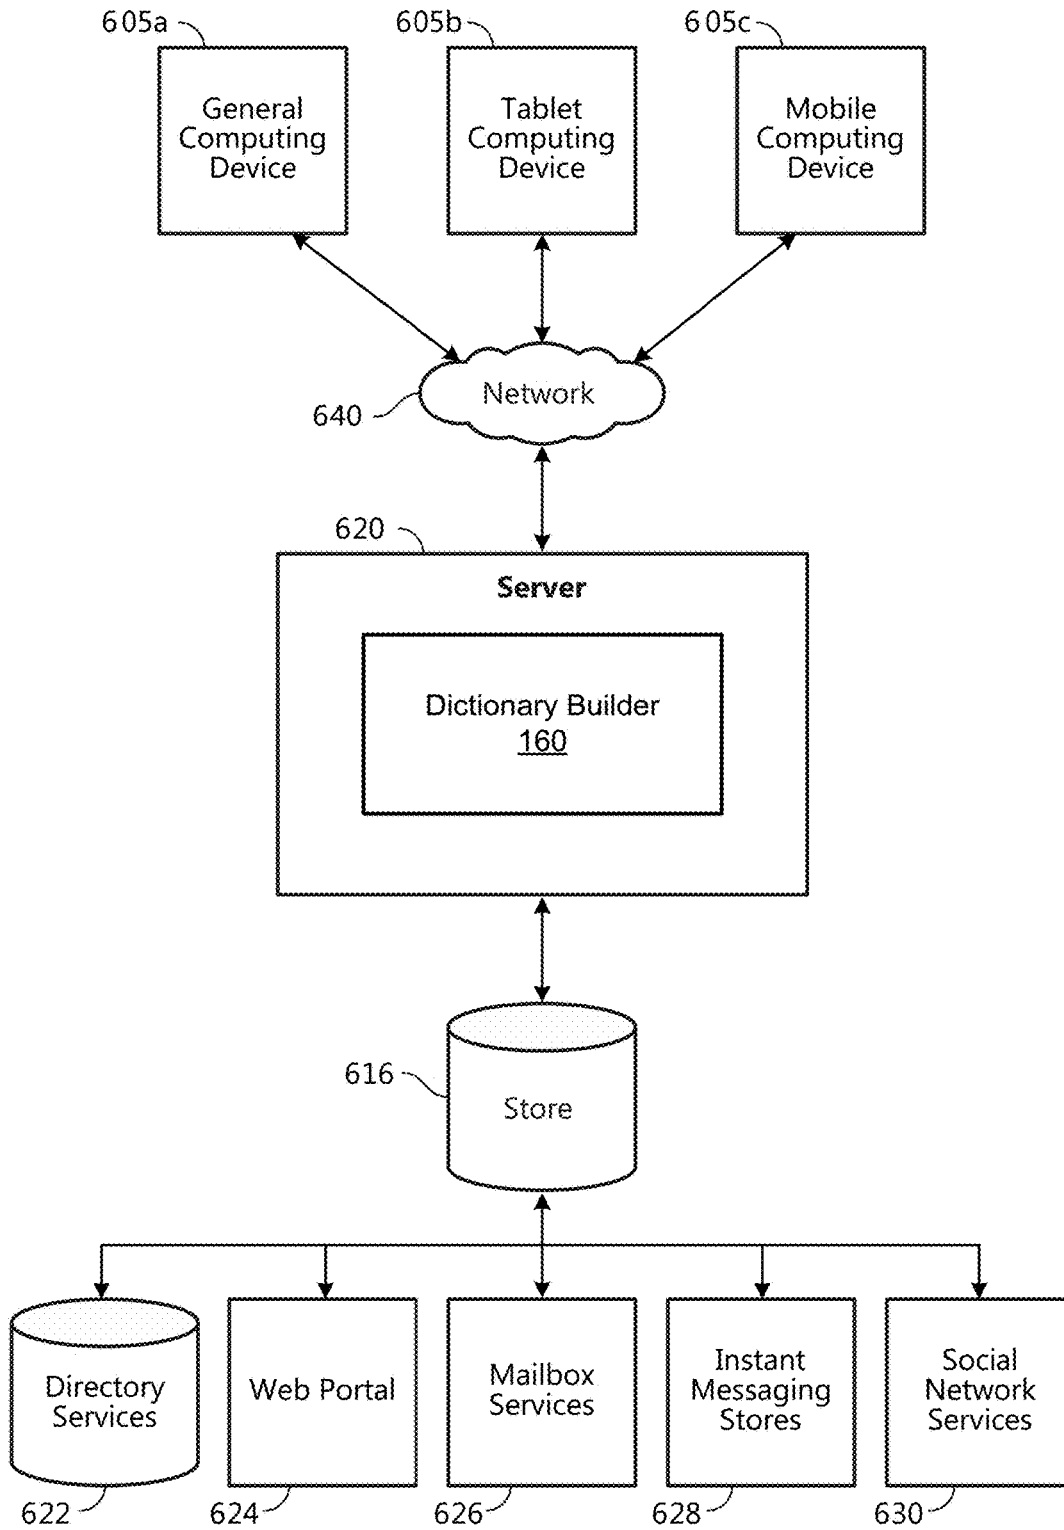 605a
605b
605c
General
Computing
Device
Tablet
Computing
Device
Mobile
Computing
Device
Network
640
620
Server
Dictionary Builder
160
616
Store
Directory
Services
Web Portal
Mailbox
Services
Instant
Messaging
Stores
Social
Network
Services
622
624
626
628
630